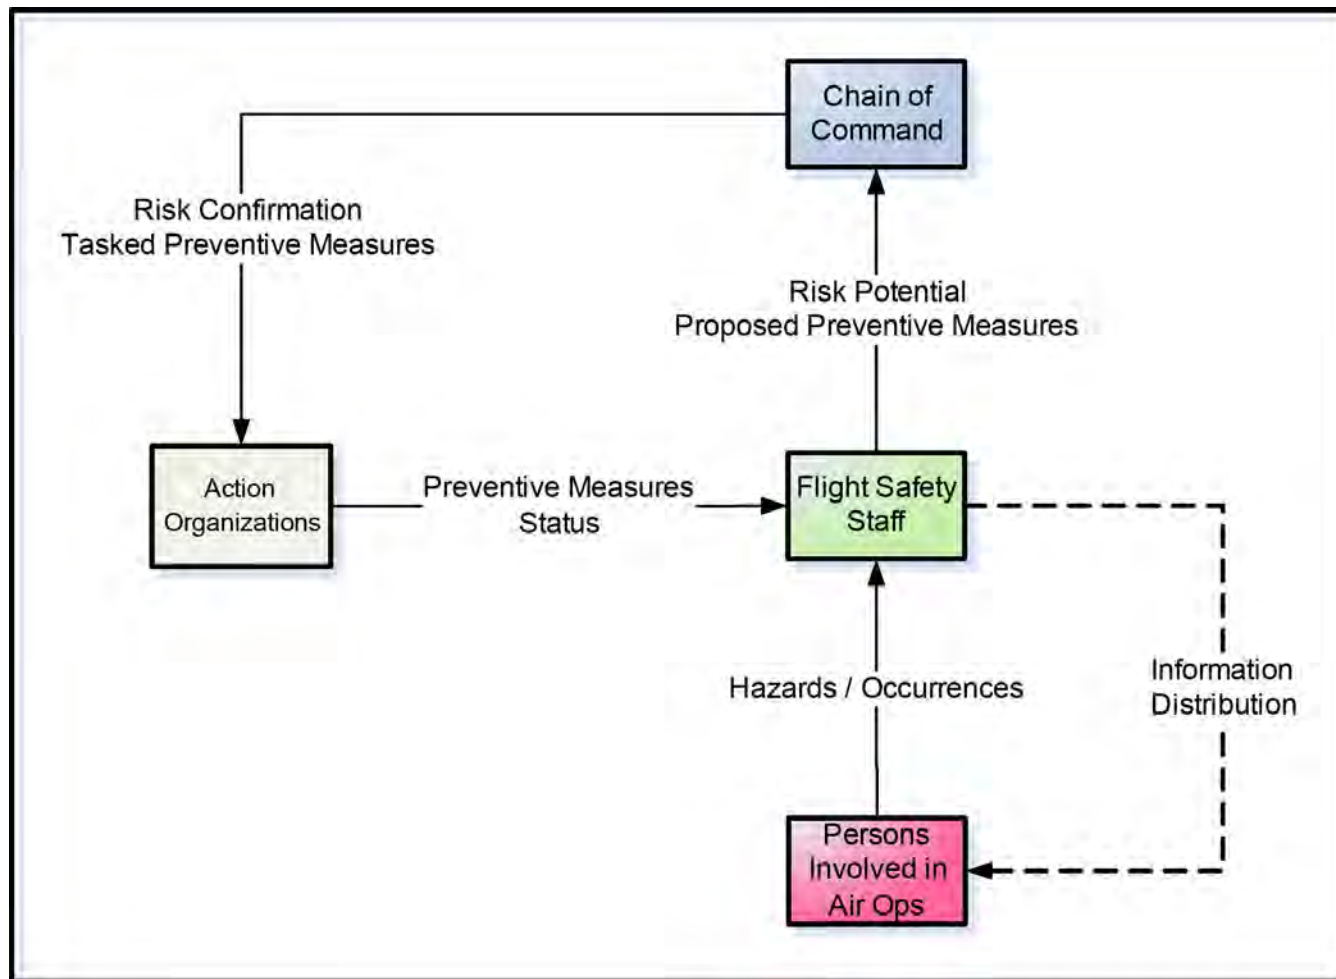 Chain of
Command
Risk Confirmation
Tasked Preventive Measures
Risk Potential
Proposed Preventive Measures
Action
Organizations
Preventive Measures
Status
Flight Safety
Staff
Hazards / Occurrences
Information
Distribution
Persons
Involved in
Air Ops